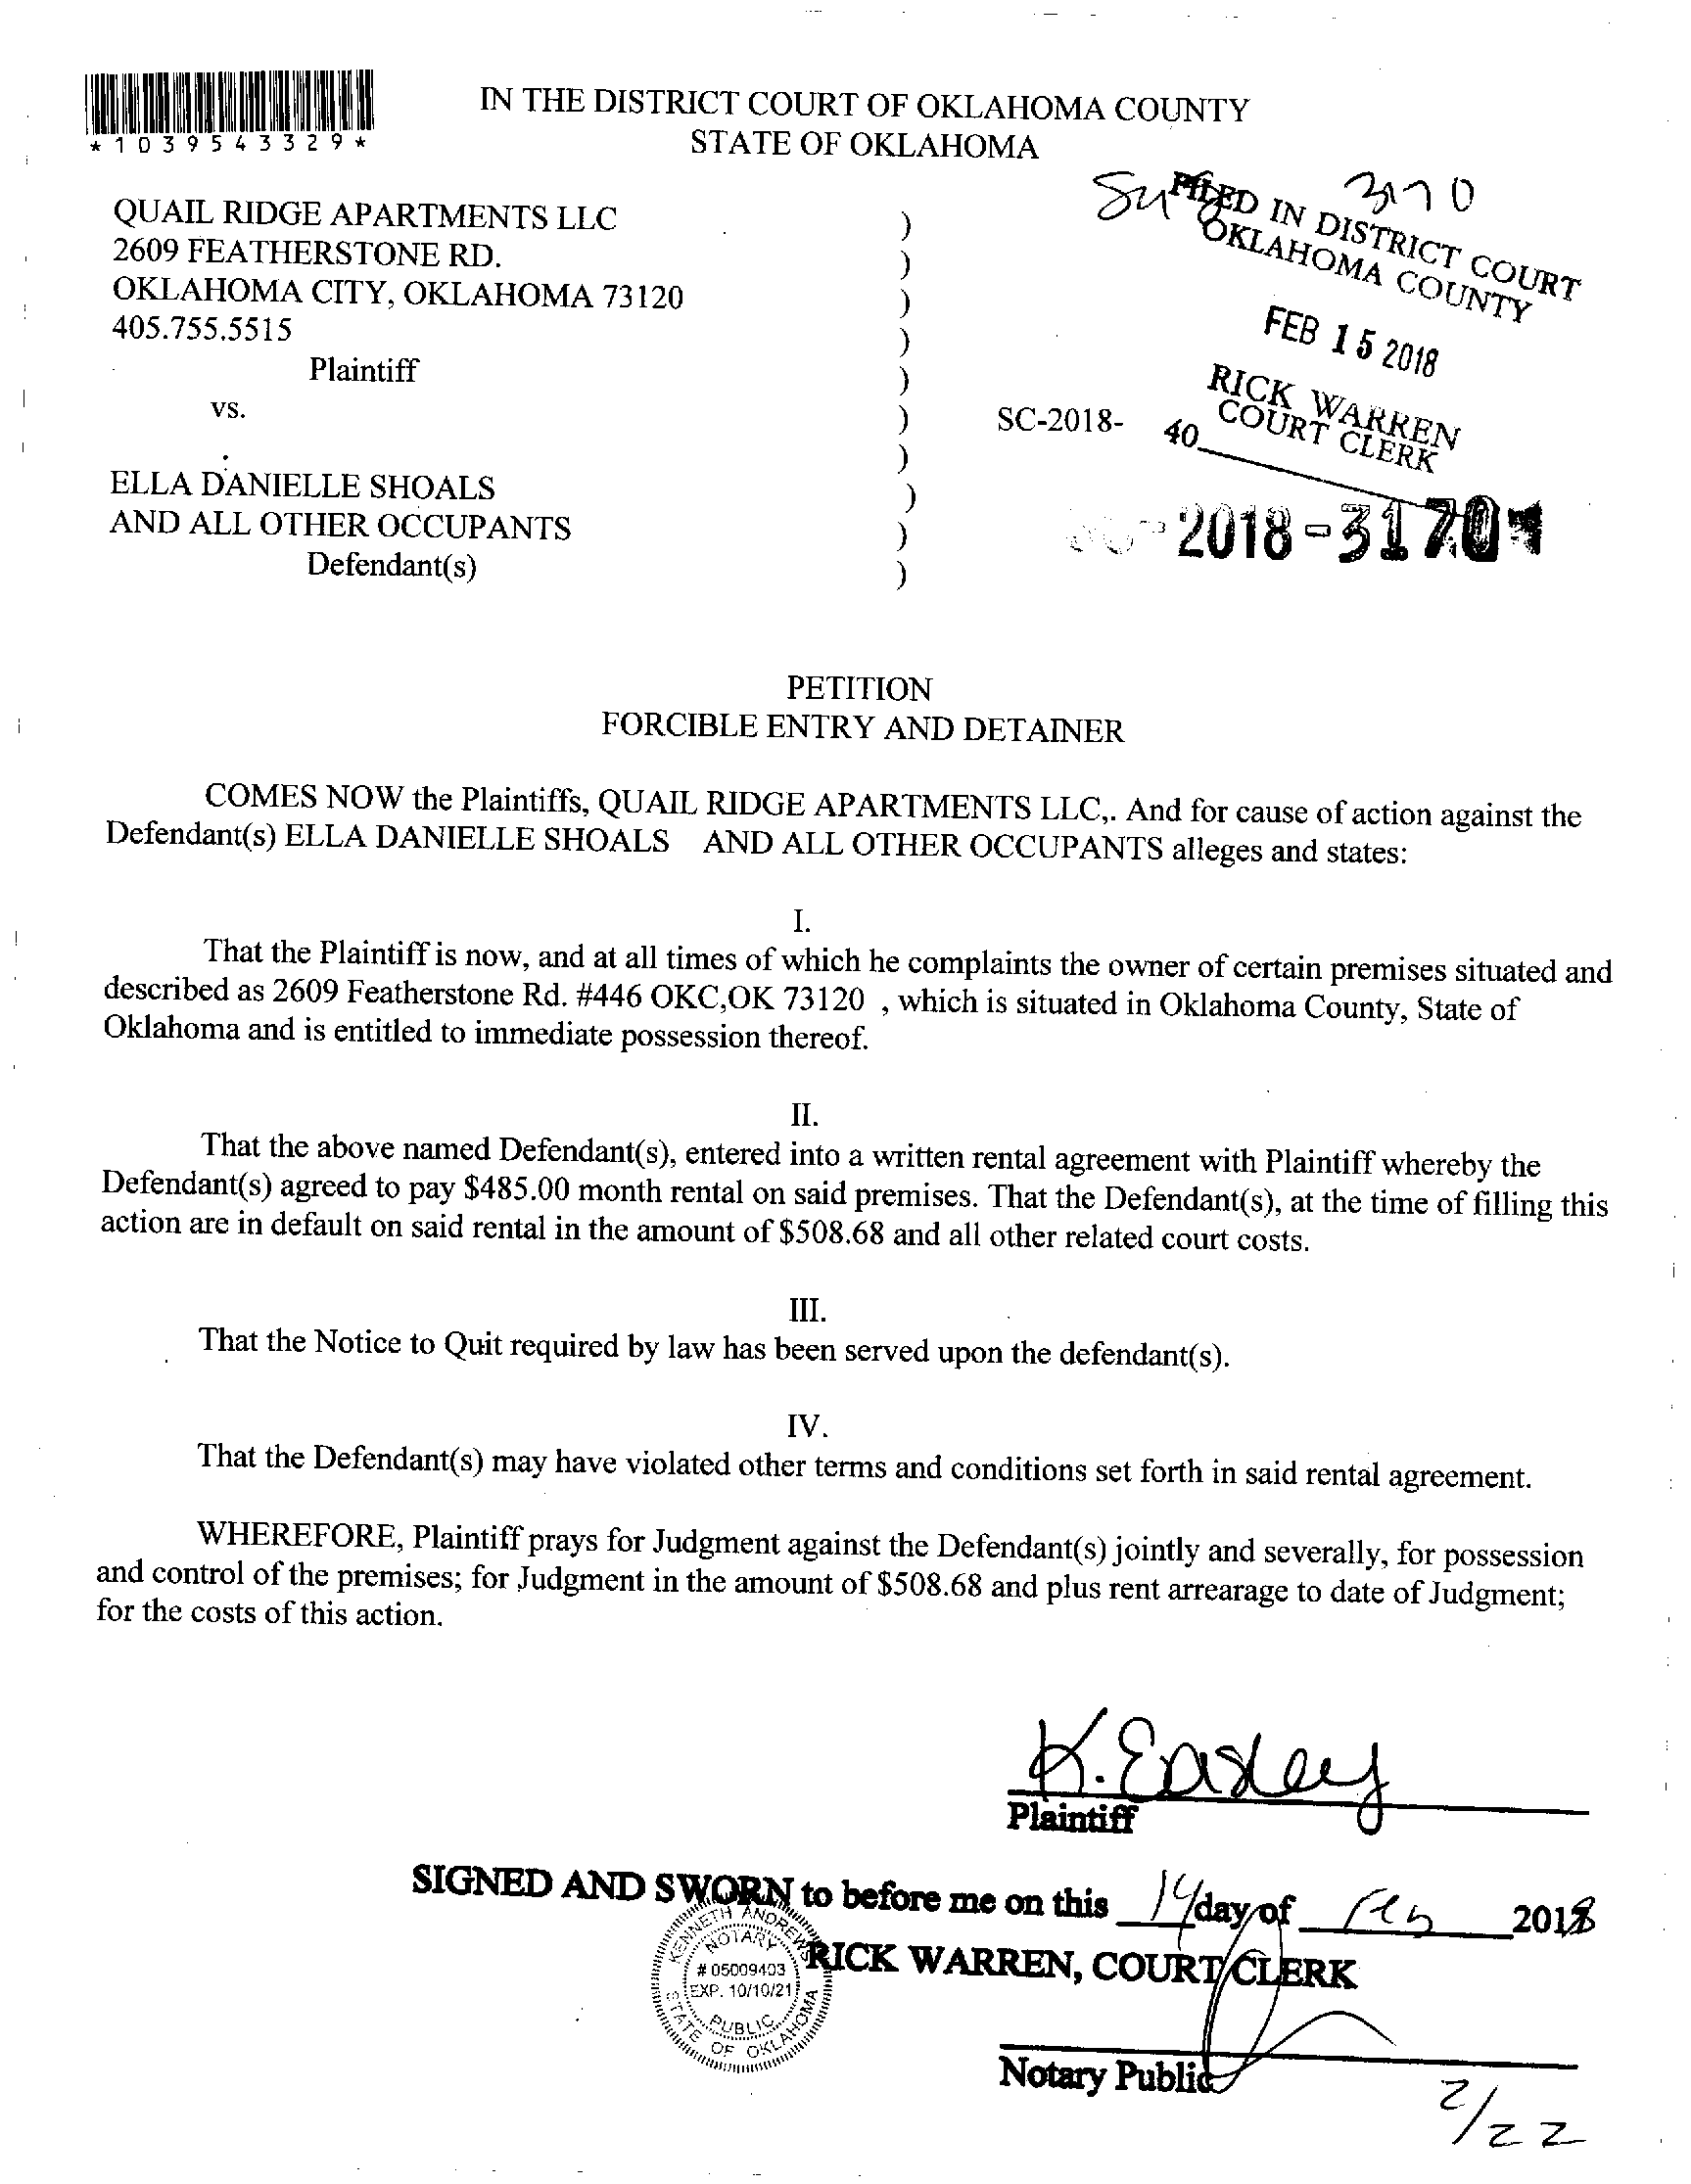 *1039543329*
IN THE DISTRICT COURT OF OKLAHOMA COUNTY
STATE OF OKLAHOMA
QUAIL RIDGE APARTMENTS LLC
2609 FEATHERSTONE RD.
OKLAHOMA CITY, OKLAHOMA 73120
405.755.5515
Plaintiff
vs.
ELLA DANIELLE SHOALS
AND ALL OTHER OCCUPANTS
Defendant(s)
)
)
)
)
)
)
)
)
)
)
3170
FILED IN DISTRICT COURT
OKLAHOMA COUNTY
FEB 15 2018
RICK WARREN
COURT CLERK
SC-2018-
40
2018-3170
PETITION
FORCIBLE ENTRY AND DETAINER
COMES NOW the Plaintiffs, QUAIL RIDGE APARTMENTS LLC,. And for cause of action against the
Defendant(s) ELLA DANIELLE SHOALS AND ALL OTHER OCCUPANTS alleges and states:
I.
That the Plaintiff is now, and at all times of which he complaints the owner of certain premises situated and
described as 2609 Featherstone Rd. #446 OKC,OK 73120 , which is situated in Oklahoma County, State of
Oklahoma and is entitled to immediate possession thereof.
II.
That the above named Defendant(s), entered into a written rental agreement with Plaintiff whereby the
Defendant(s) agreed to pay $485.00 month rental on said premises. That the Defendant(s), at the time of filling this
action are in default on said rental in the amount of $508.68 and all other related court costs.
III.
That the Notice to Quit required by law has been served upon the defendant(s).
IV.
That the Defendant(s) may have violated other terms and conditions set forth in said rental agreement.
WHEREFORE, Plaintiff prays for Judgment against the Defendant(s) jointly and severally, for possession
and control of the premises; for Judgment in the amount of $508.68 and plus rent arrearage to date of Judgment;
for the costs of this action.
K. Easley
Plaintiff
SIGNED AND SWORN to before me on this 14 day of Feb 2018
RICK WARREN, COURT CLERK
KENNETH ANDREWS
NOTARY
# 05009403
EXP. 10/10/21
PUBLIC
STATE OF OKLAHOMA
Notary Public
2/22